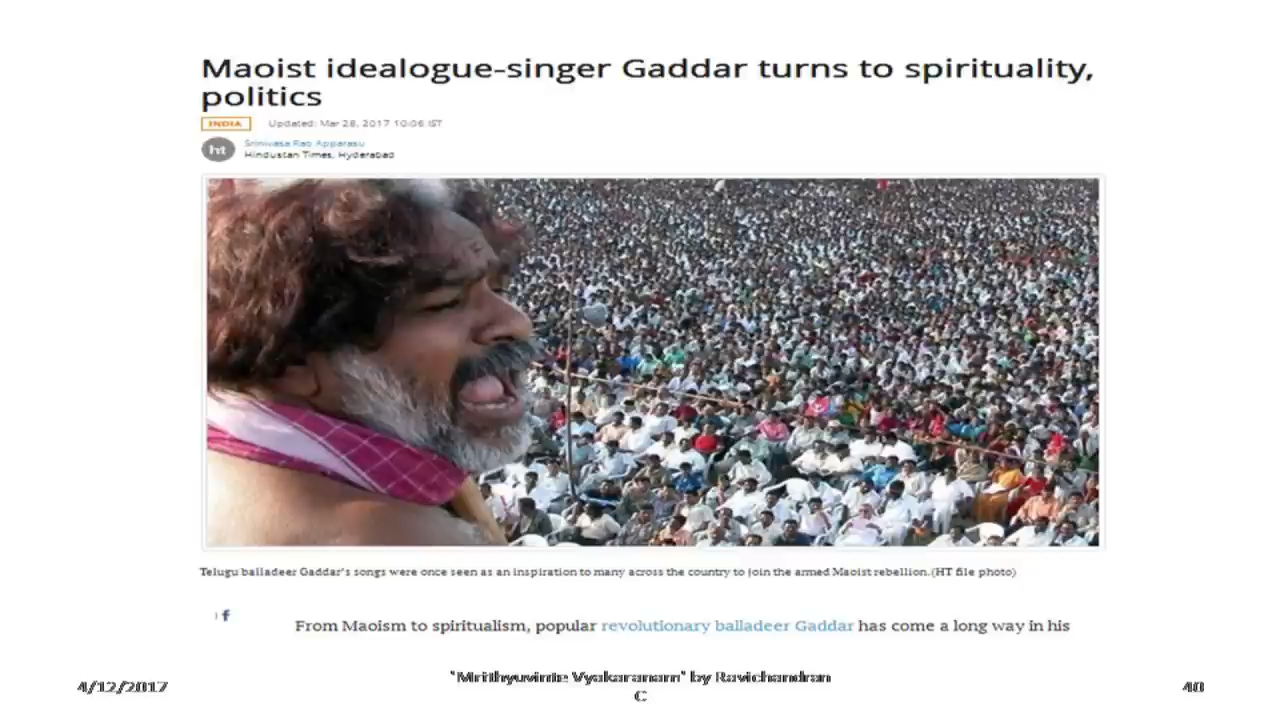 Maoist idealogue-singer Gaddar turns to spirituality,
politics
INDIA Updated: Mar 28, 2017 10:06 IST
ht Srinivasa Rao Apparasu
Hindustan Times, Hyderabad
Telugu balladeer Gaddar's songs were once seen as an inspiration to many across the country to join the armed Maoist rebellion.(HT file photo)
f
From Maoism to spiritualism, popular revolutionary balladeer Gaddar has come a long way in his
4/12/2017
"Mrithyuvinte Vyakaranam" by Ravichandran
C
40